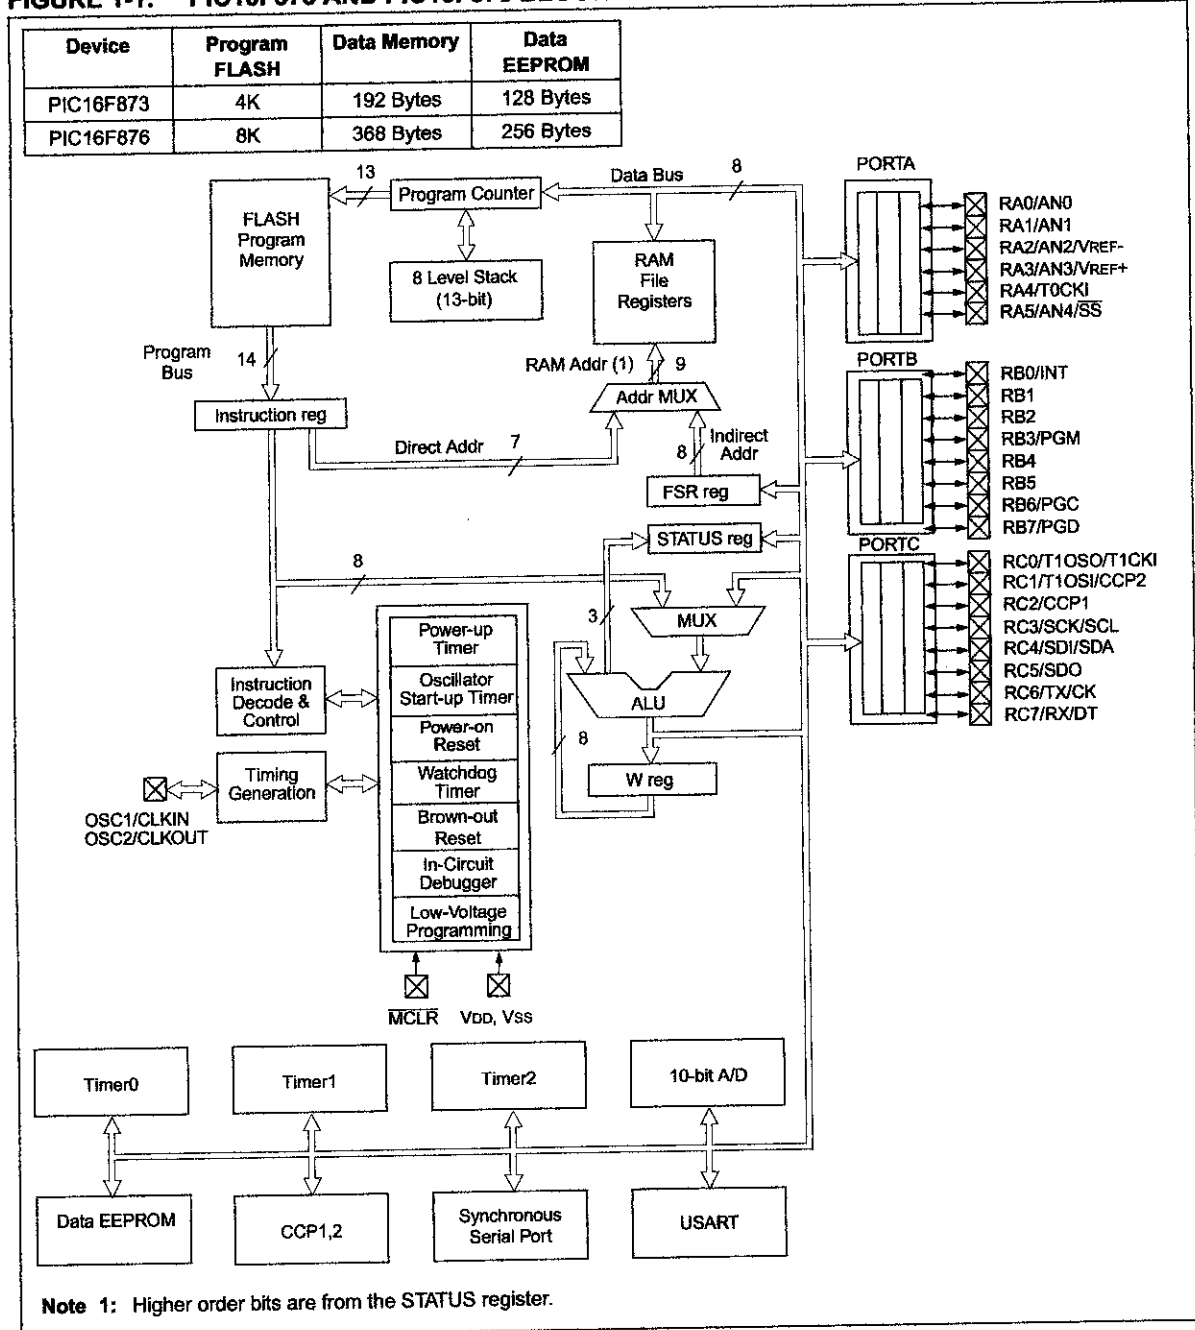 Device Program FLASH Data Memory Data EEPROM
PIC16F873 4K 192 Bytes 128 Bytes
PIC16F876 8K 368 Bytes 256 Bytes
13
Program Counter
Data Bus
8
FLASH
Program
Memory
8 Level Stack
(13-bit)
RAM
File
Registers
Program
Bus
14
RAM Addr (1)
9
Addr MUX
Instruction reg
Direct Addr
7
8
Indirect
Addr
FSR reg
STATUS reg
8
3
MUX
ALU
8
W reg
Power-up
Timer
Oscillator
Start-up Timer
Power-on
Reset
Watchdog
Timer
Brown-out
Reset
In-Circuit
Debugger
Low-Voltage
Programming
Instruction
Decode &
Control
Timing
Generation
OSC1/CLKIN
OSC2/CLKOUT
M̅C̅L̅R̅
VDD, VSS
PORTA
RA0/AN0
RA1/AN1
RA2/AN2/VREF-
RA3/AN3/VREF+
RA4/T0CKI
RA5/AN4/S̅S̅
PORTB
RB0/INT
RB1
RB2
RB3/PGM
RB4
RB5
RB6/PGC
RB7/PGD
PORTC
RC0/T1OSO/T1CKI
RC1/T1OSI/CCP2
RC2/CCP1
RC3/SCK/SCL
RC4/SDI/SDA
RC5/SDO
RC6/TX/CK
RC7/RX/DT
Timer0
Timer1
Timer2
10-bit A/D
Data EEPROM
CCP1,2
Synchronous
Serial Port
USART
Note 1: Higher order bits are from the STATUS register.